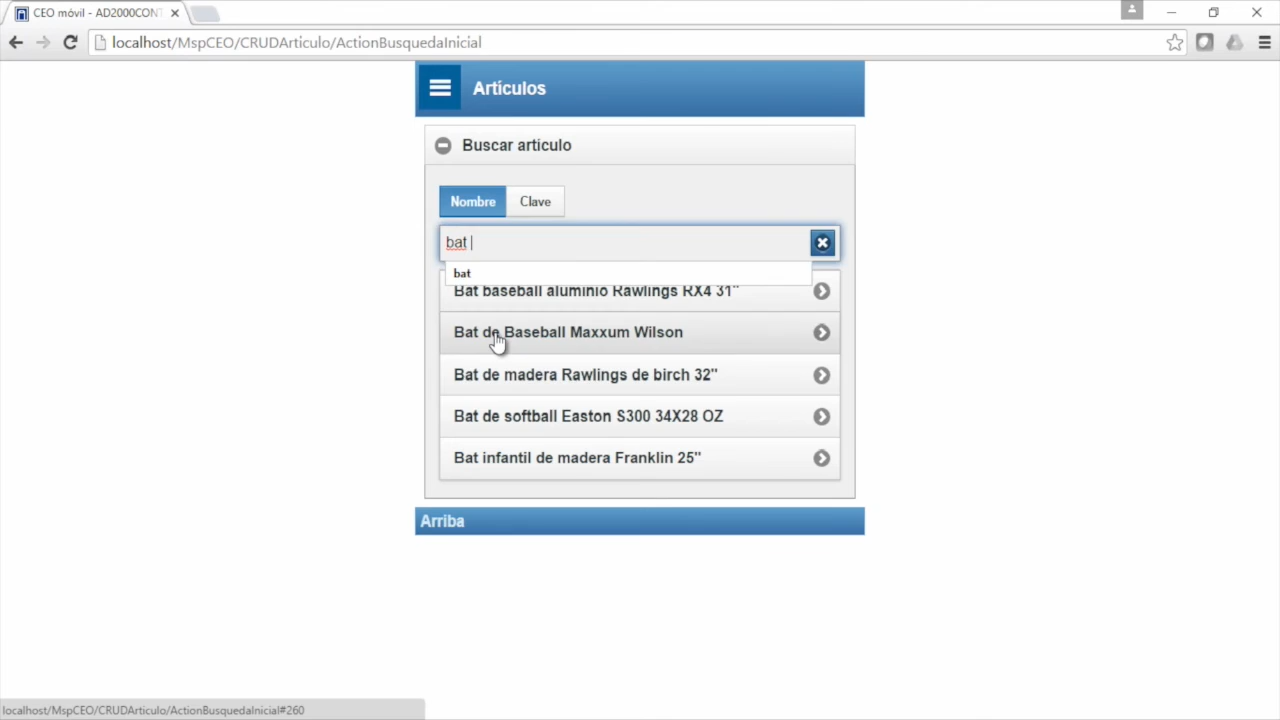 CEO móvil - AD2000CONT
localhost/MspCEO/CRUDArticulo/ActionBusquedaInicial
Artículos
Buscar articulo
Nombre Clave
bat
bat
Bat baseball aluminio Rawlings RX4 31"
Bat de Baseball Maxxum Wilson
Bat de madera Rawlings de birch 32"
Bat de softball Easton S300 34X28 OZ
Bat infantil de madera Franklin 25"
Arriba
localhost/MspCEO/CRUDArticulo/ActionBusquedaInicial#260